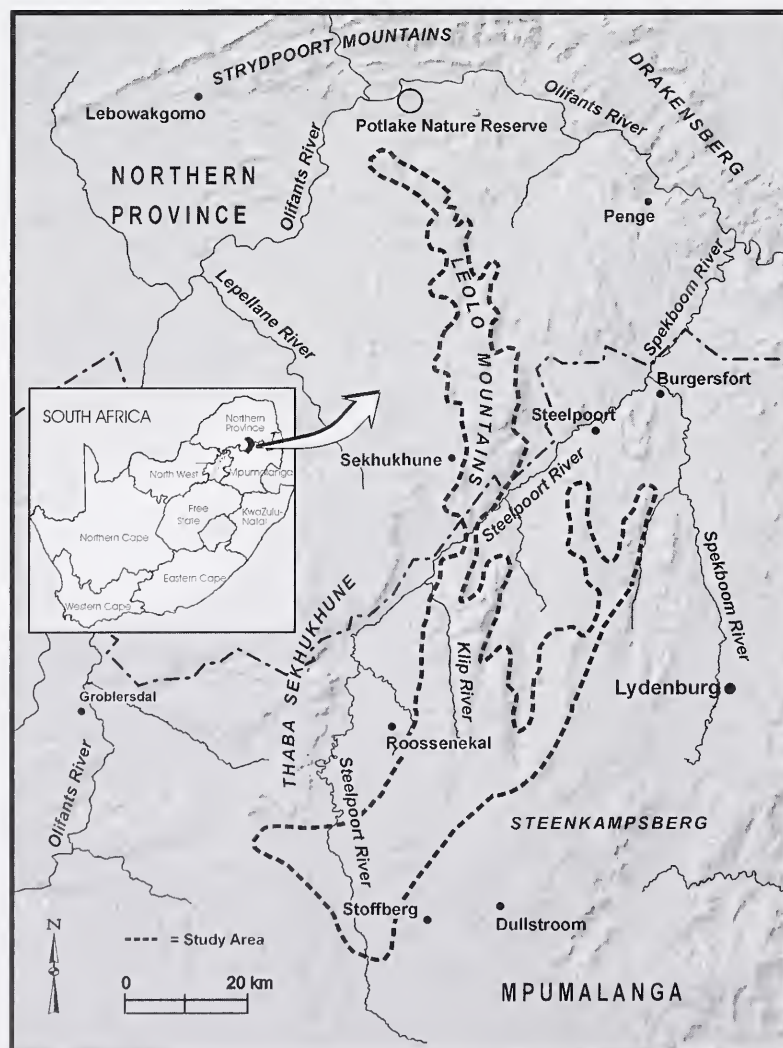 STRYDPOORT MOUNTAINS
DRAKENSBERG
Lebowakgomo
Olifants River
Potlake Nature Reserve
Olifants River
NORTHERN
PROVINCE
Penge
LEOLO
MOUNTAINS
Lepellane River
Spekboom River
Burgersfort
Steelpoort
SOUTH AFRICA
Northern
Province
North West
Mpumalanga
Free
State
KwaZulu-
Natal
Northern Cape
Eastern Cape
Western Cape
Sekhukhune
Steelpoort River
Spekboom River
THABA SEKHUKHUNE
Klip River
Lydenburg
Groblersdal
Roossenekal
Olifants River
Steelpoort River
STEENKAMPSBERG
N
Stoffberg
Dullstroom
= Study Area
0 20 km
MPUMALANGA